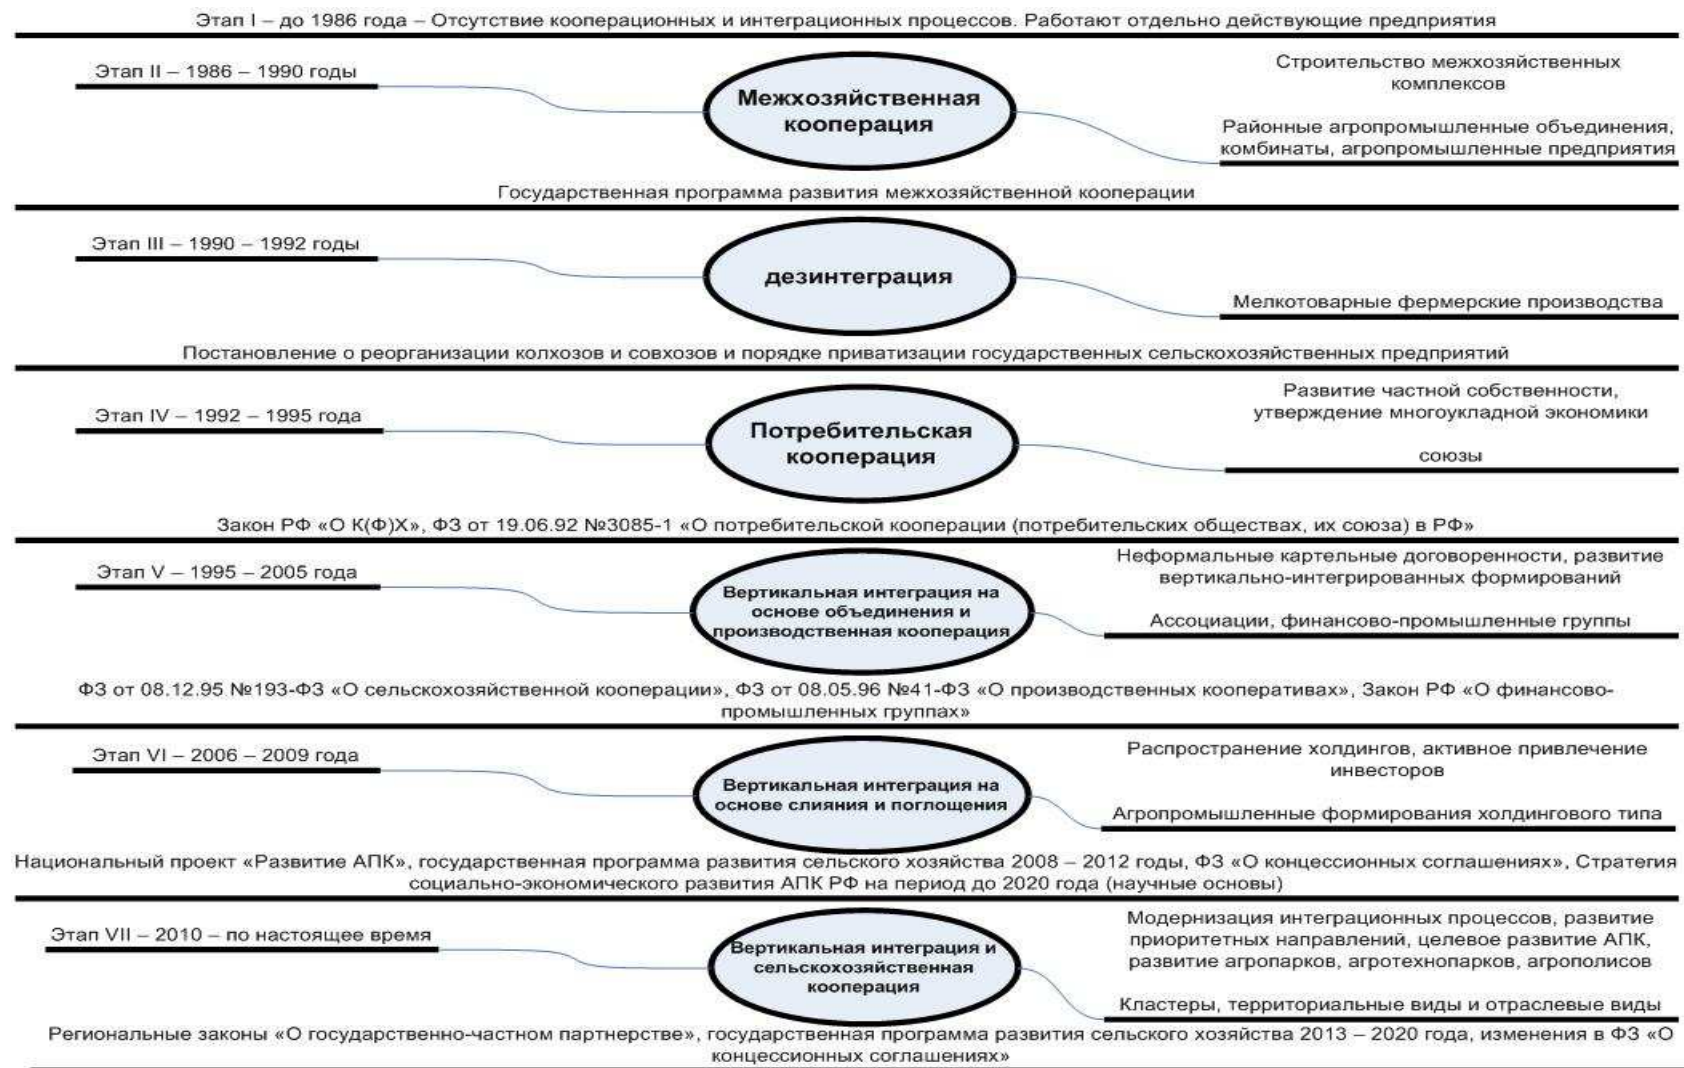 Этап I – до 1986 года – Отсутствие кооперационных и интеграционных процессов. Работают отдельно действующие предприятия
Этап II – 1986 – 1990 годы
Межхозяйственная
кооперация
Строительство межхозяйственных
комплексов
Районные агропромышленные объединения,
комбинаты, агропромышленные предприятия
Государственная программа развития межхозяйственной кооперации
Этап III – 1990 – 1992 годы
дезинтеграция
Мелкотоварные фермерские производства
Постановление о реорганизации колхозов и совхозов и порядке приватизации государственных сельскохозяйственных предприятий
Этап IV – 1992 – 1995 года
Потребительская
кооперация
Развитие частной собственности,
утверждение многоукладной экономики
союзы
Закон РФ «О К(Ф)Х», ФЗ от 19.06.92 №3085-1 «О потребительской кооперации (потребительских обществах, их союза) в РФ»
Этап V – 1995 – 2005 года
Вертикальная интеграция на
основе объединения и
производственная кооперация
Неформальные картельные договоренности, развитие
вертикально-интегрированных формирований
Ассоциации, финансово-промышленные группы
ФЗ от 08.12.95 №193-ФЗ «О сельскохозяйственной кооперации», ФЗ от 08.05.96 №41-ФЗ «О производственных кооперативах», Закон РФ «О финансово-
промышленных группах»
Этап VI – 2006 – 2009 года
Вертикальная интеграция на
основе слияния и поглощения
Распространение холдингов, активное привлечение
инвесторов
Агропромышленные формирования холдингового типа
Национальный проект «Развитие АПК», государственная программа развития сельского хозяйства 2008 – 2012 годы, ФЗ «О концессионных соглашениях», Стратегия
социально-экономического развития АПК РФ на период до 2020 года (научные основы)
Этап VII – 2010 – по настоящее время
Вертикальная интеграция и
сельскохозяйственная
кооперация
Модернизация интеграционных процессов, развитие
приоритетных направлений, целевое развитие АПК,
развитие агропарков, агротехнопарков, агрополисов
Кластеры, территориальные виды и отраслевые виды
Региональные законы «О государственно-частном партнерстве», государственная программа развития сельского хозяйства 2013 – 2020 года, изменения в ФЗ «О
концессионных соглашениях»